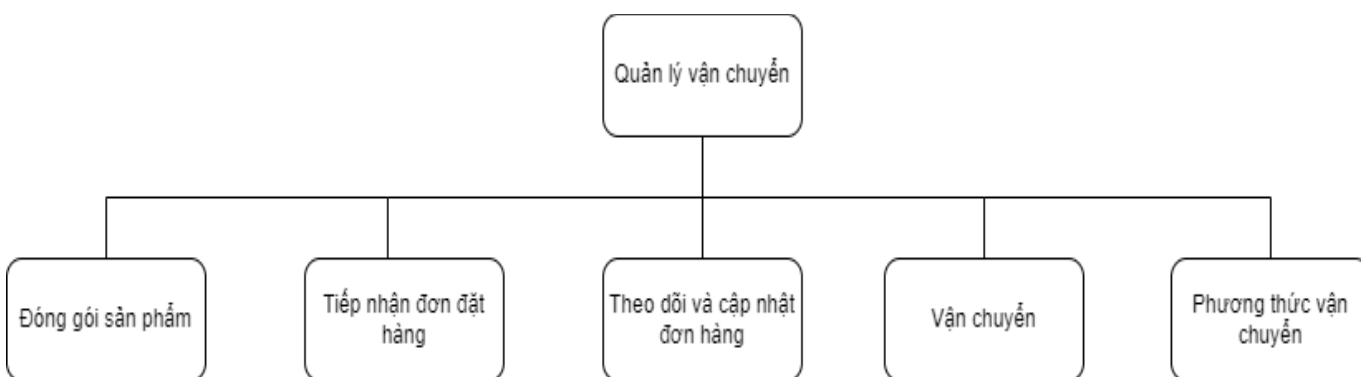 Quản lý vận chuyển
Đóng gói sản phẩm
Tiếp nhận đơn đặt
hàng
Theo dõi và cập nhật
đơn hàng
Vận chuyển
Phương thức vận
chuyển